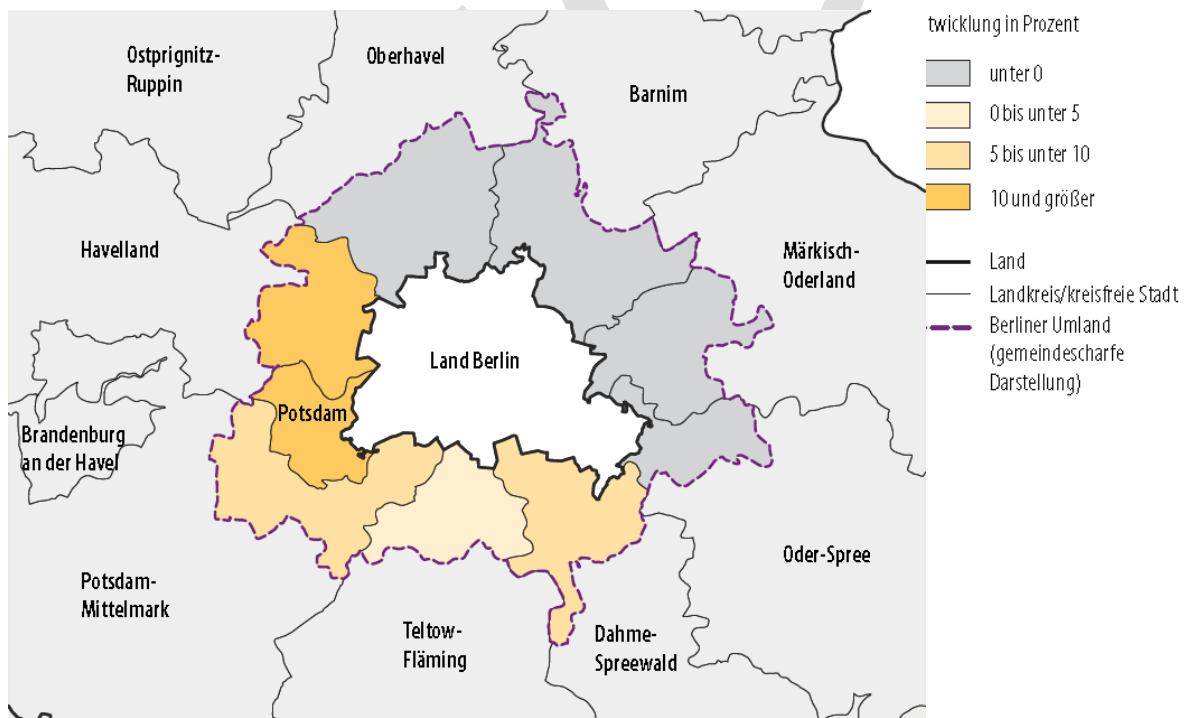 twicklung in Prozent
unter 0
0 bis unter 5
5 bis unter 10
10 und größer
Land
Landkreis/kreisfreie Stadt
Berliner Umland
(gemeindescharfe
Darstellung)
Ostprignitz-
Ruppin
Oberhavel
Barnim
Havelland
Märkisch-
Oderland
Land Berlin
Potsdam
Brandenburg
an der Havel
Oder-Spree
Potsdam-
Mittelmark
Teltow-
Fläming
Dahme-
Spreewald